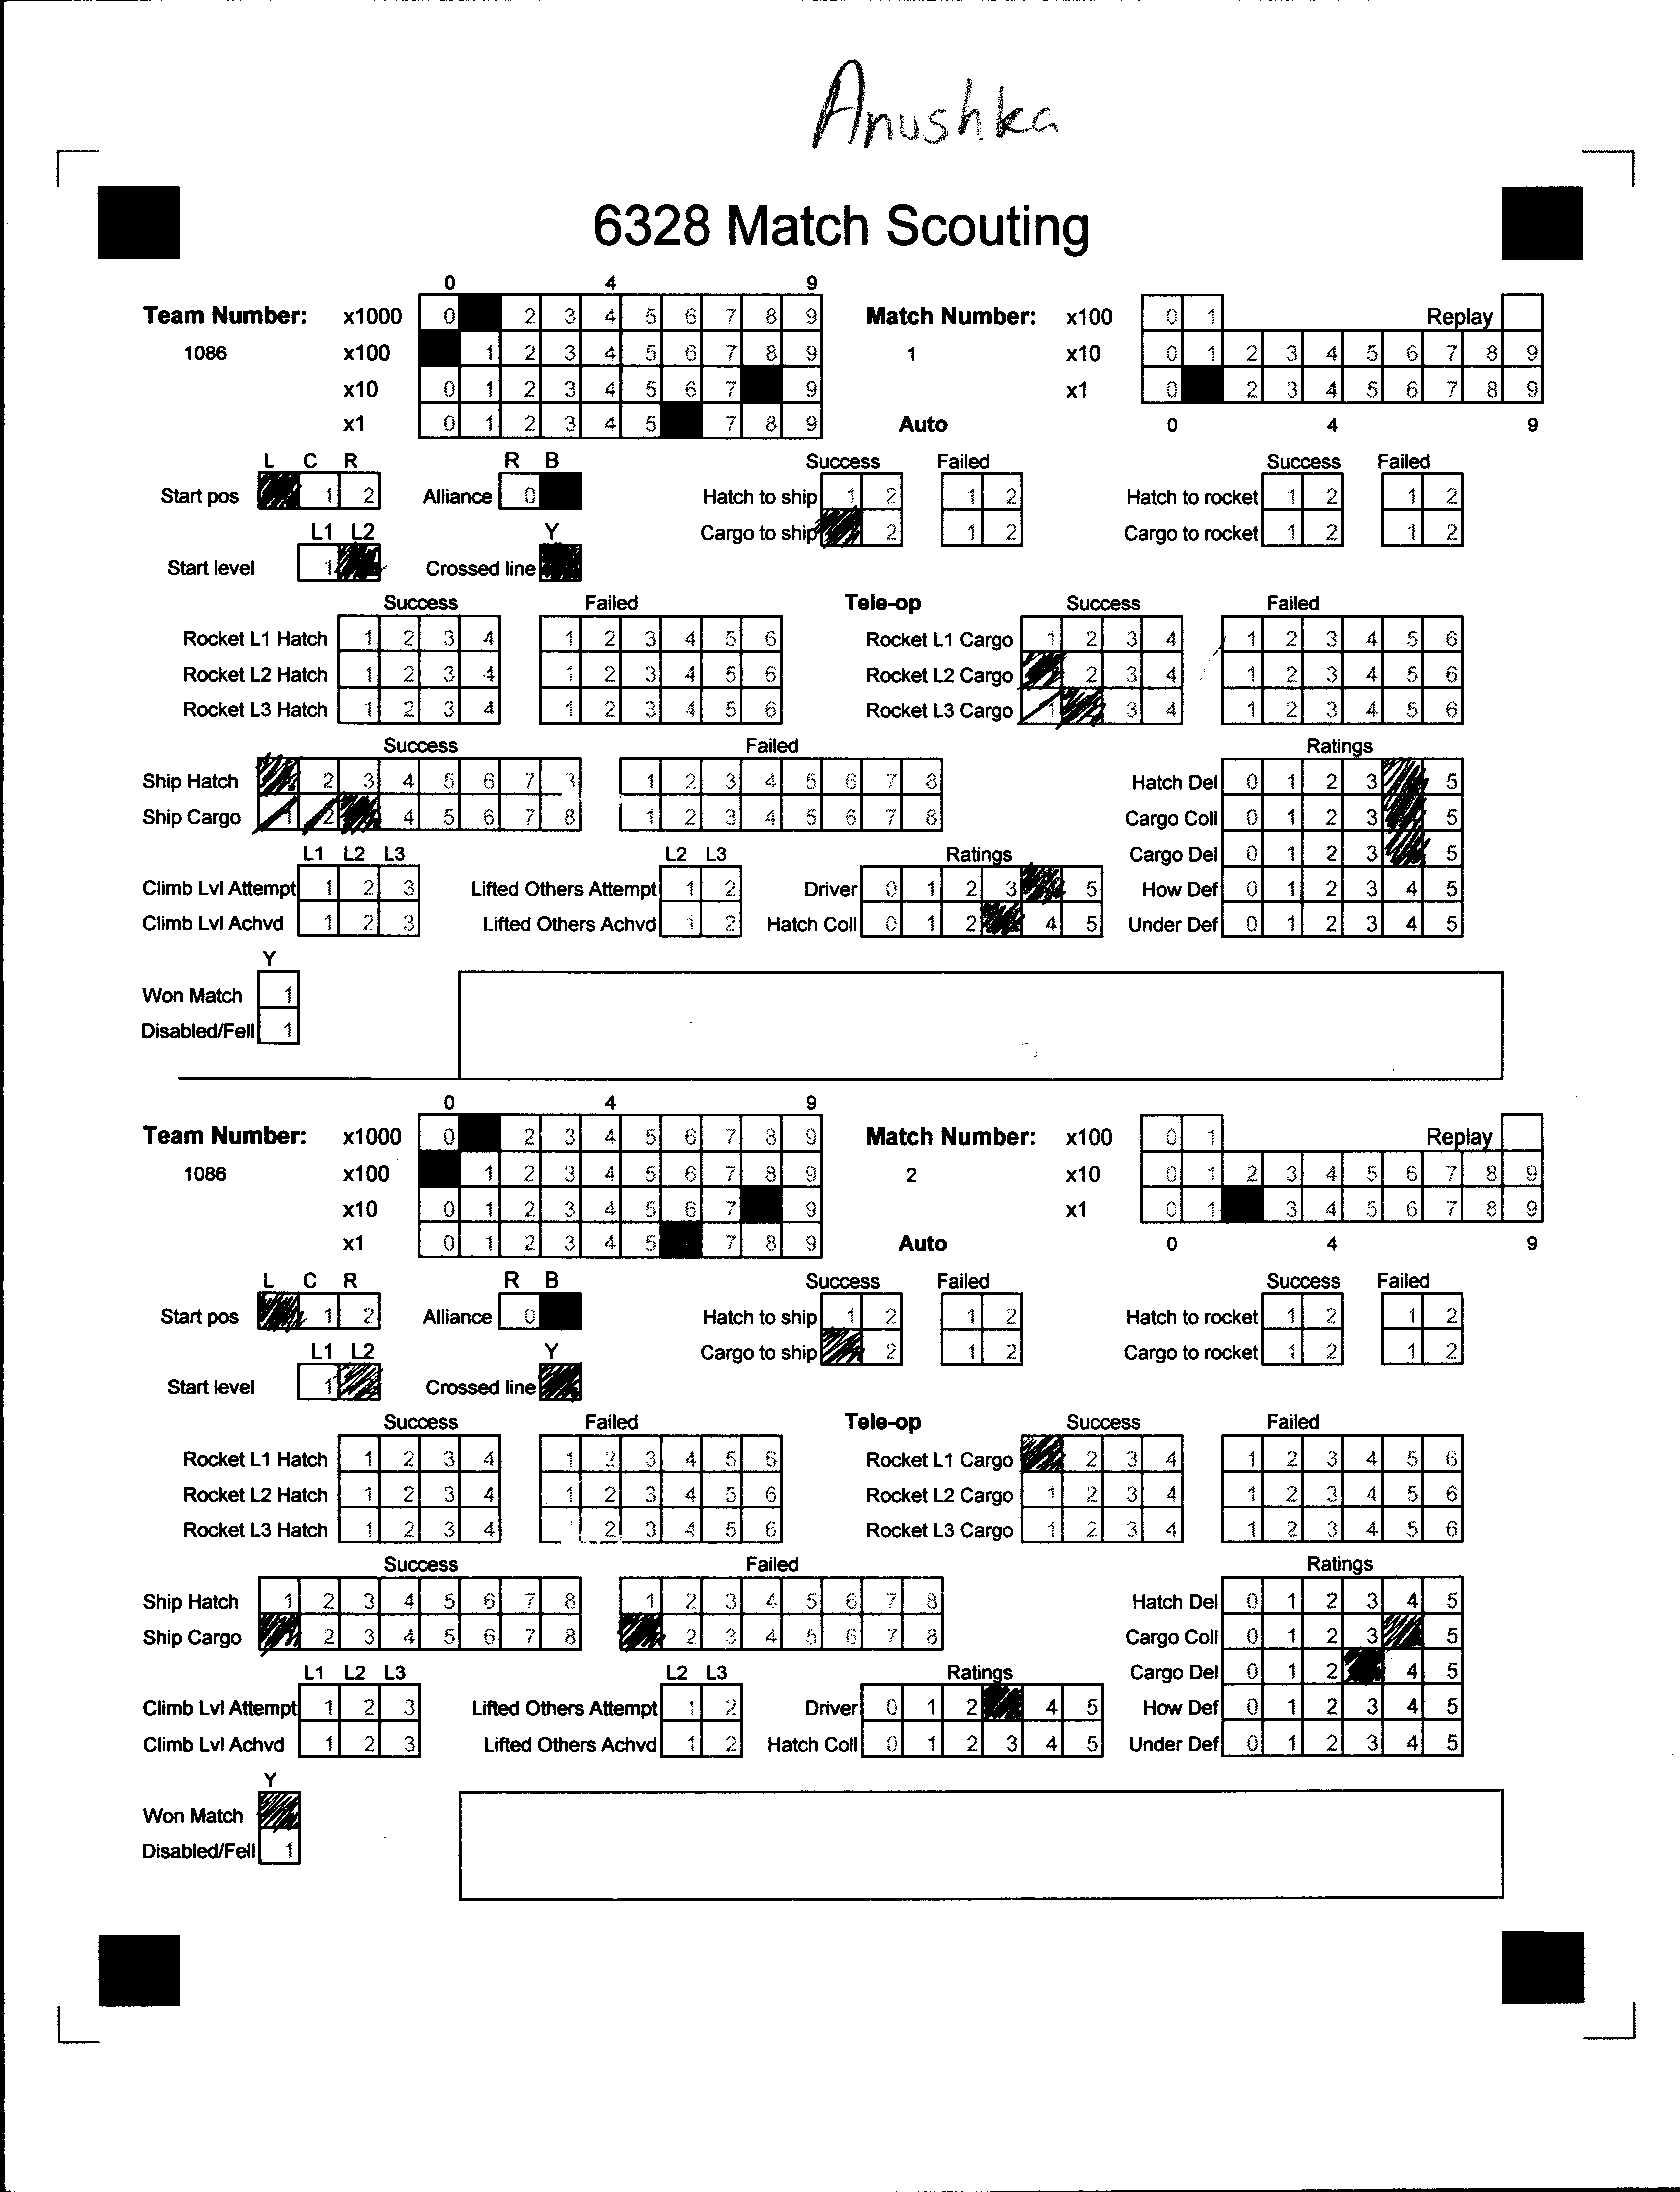 Anushka
6328 Match Scouting
0 4 9
Team Number: x1000 0 2 3 4 5 6 7 8 9 Match Number: x100 0 1 Replay
1086 x100 1 2 3 4 5 6 7 8 9 1 x10 0 1 2 3 4 5 6 7 8 9
x10 0 1 2 3 4 5 6 7 9 x1 0 2 3 4 5 6 7 8 9
x1 0 1 2 3 4 5 7 8 9 Auto 0 4 9
L C R R B Success Failed Success Failed
Start pos 1 2 Alliance 0 Hatch to ship 1 2 1 2 Hatch to rocket 1 2 1 2
L1 L2 Y Cargo to ship 2 1 2 Cargo to rocket 1 2 1 2
Start level 1 Crossed line
Success Failed Tele-op Success Failed
Rocket L1 Hatch 1 2 3 4 1 2 3 4 5 6 Rocket L1 Cargo 1 2 3 4 1 2 3 4 5 6
Rocket L2 Hatch 1 2 3 4 1 2 3 4 5 6 Rocket L2 Cargo 2 3 4 1 2 3 4 5 6
Rocket L3 Hatch 1 2 3 4 1 2 3 4 5 6 Rocket L3 Cargo 1 3 4 1 2 3 4 5 6
Success Failed Ratings
Ship Hatch 2 3 4 5 6 7 1 2 3 4 5 6 7 8 Hatch Del 0 1 2 3 5
Ship Cargo 1 2 4 5 6 7 8 1 2 3 4 5 6 7 8 Cargo Coll 0 1 2 3 5
L1 L2 L3 L2 L3 Ratings Cargo Del 0 1 2 3 5
Climb Lvl Attempt 1 2 3 Lifted Others Attempt 1 2 Driver 0 1 2 3 5 How Def 0 1 2 3 4 5
Climb Lvl Achvd 1 2 3 Lifted Others Achvd 1 2 Hatch Coll 0 1 2 4 5 Under Def 0 1 2 3 4 5
Y
Won Match 1
Disabled/Fell 1
0 4 9
Team Number: x1000 0 2 3 4 5 6 7 8 9 Match Number: x100 0 1 Replay
1086 x100 1 2 3 4 5 6 7 8 9 2 x10 0 1 2 3 4 5 6 7 8 9
x10 0 1 2 3 4 5 6 7 9 x1 0 1 3 4 5 6 7 8 9
x1 0 1 2 3 4 5 7 8 9 Auto 0 4 9
L C R R B Success Failed Success Failed
Start pos 1 2 Alliance 0 Hatch to ship 1 2 1 2 Hatch to rocket 1 2 1 2
L1 L2 Y Cargo to ship 2 1 2 Cargo to rocket 1 2 1 2
Start level 1 Crossed line
Success Failed Tele-op Success Failed
Rocket L1 Hatch 1 2 3 4 1 2 3 4 5 6 Rocket L1 Cargo 2 3 4 1 2 3 4 5 6
Rocket L2 Hatch 1 2 3 4 1 2 3 4 5 6 Rocket L2 Cargo 1 2 3 4 1 2 3 4 5 6
Rocket L3 Hatch 1 2 3 4 2 3 4 5 6 Rocket L3 Cargo 1 2 3 4 1 2 3 4 5 6
Success Failed Ratings
Ship Hatch 1 2 3 4 5 6 7 8 1 2 3 4 5 6 7 8 Hatch Del 0 1 2 3 4 5
Ship Cargo 2 3 4 5 6 7 8 2 3 4 5 6 7 8 Cargo Coll 0 1 2 3 5
L1 L2 L3 L2 L3 Ratings Cargo Del 0 1 2 4 5
Climb Lvl Attempt 1 2 3 Lifted Others Attempt 1 2 Driver 0 1 2 4 5 How Def 0 1 2 3 4 5
Climb Lvl Achvd 1 2 3 Lifted Others Achvd 1 2 Hatch Coll 0 1 2 3 4 5 Under Def 0 1 2 3 4 5
Y
Won Match
Disabled/Fell 1